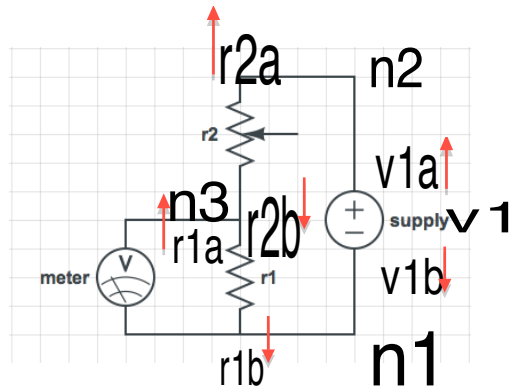 r2a
n2
r2
v1a
n3
r2b
+
supply
v1
r1a
V
−
meter
r1
v1b
r1b
n1